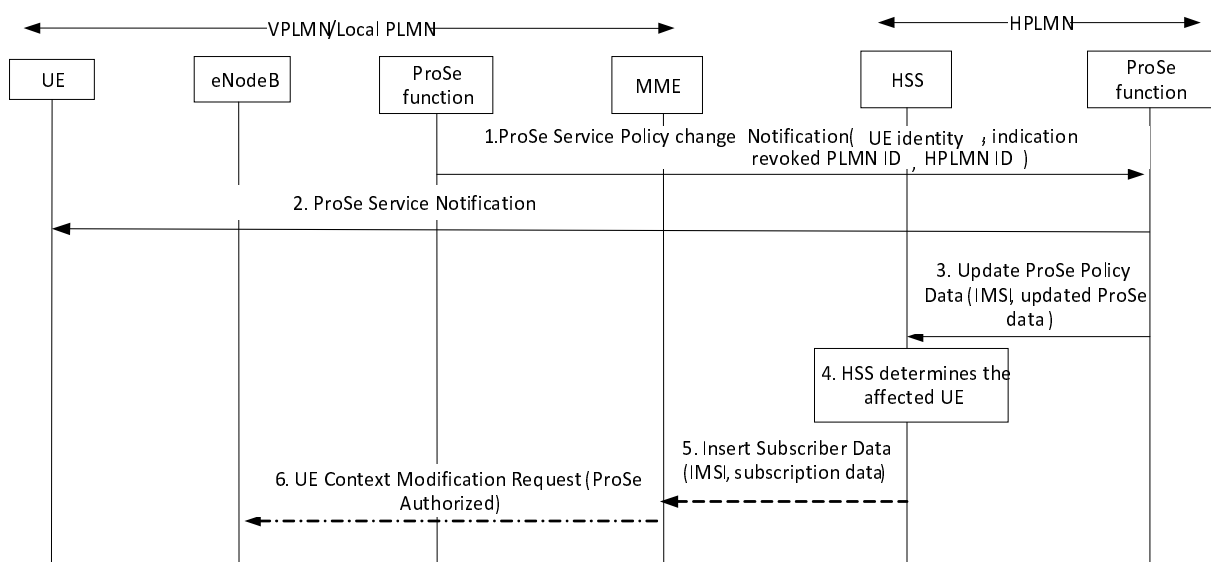 VPLMN/Local PLMN
HPLMN
UE
eNodeB
ProSe
function
MME
HSS
ProSe
function
1.ProSe Service Policy change Notification( UE identity , indication
revoked PLMN ID , HPLMN ID )
2. ProSe Service Notification
3. Update ProSe Policy
Data (IMSI, updated ProSe
data )
4. HSS determines the
affected UE
5. Insert Subscriber Data
(IMSI, subscription data)
6. UE Context Modification Request (ProSe
Authorized)